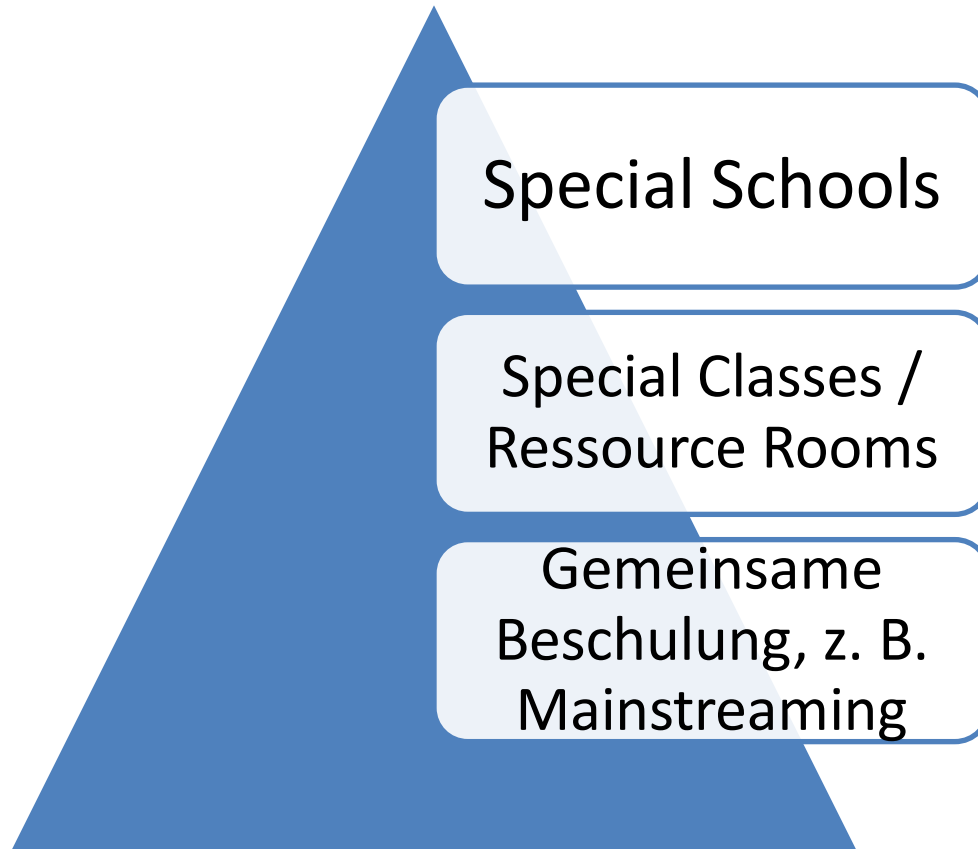 Special Schools
Special Classes /
Ressource Rooms
Gemeinsame
Beschulung, z. B.
Mainstreaming